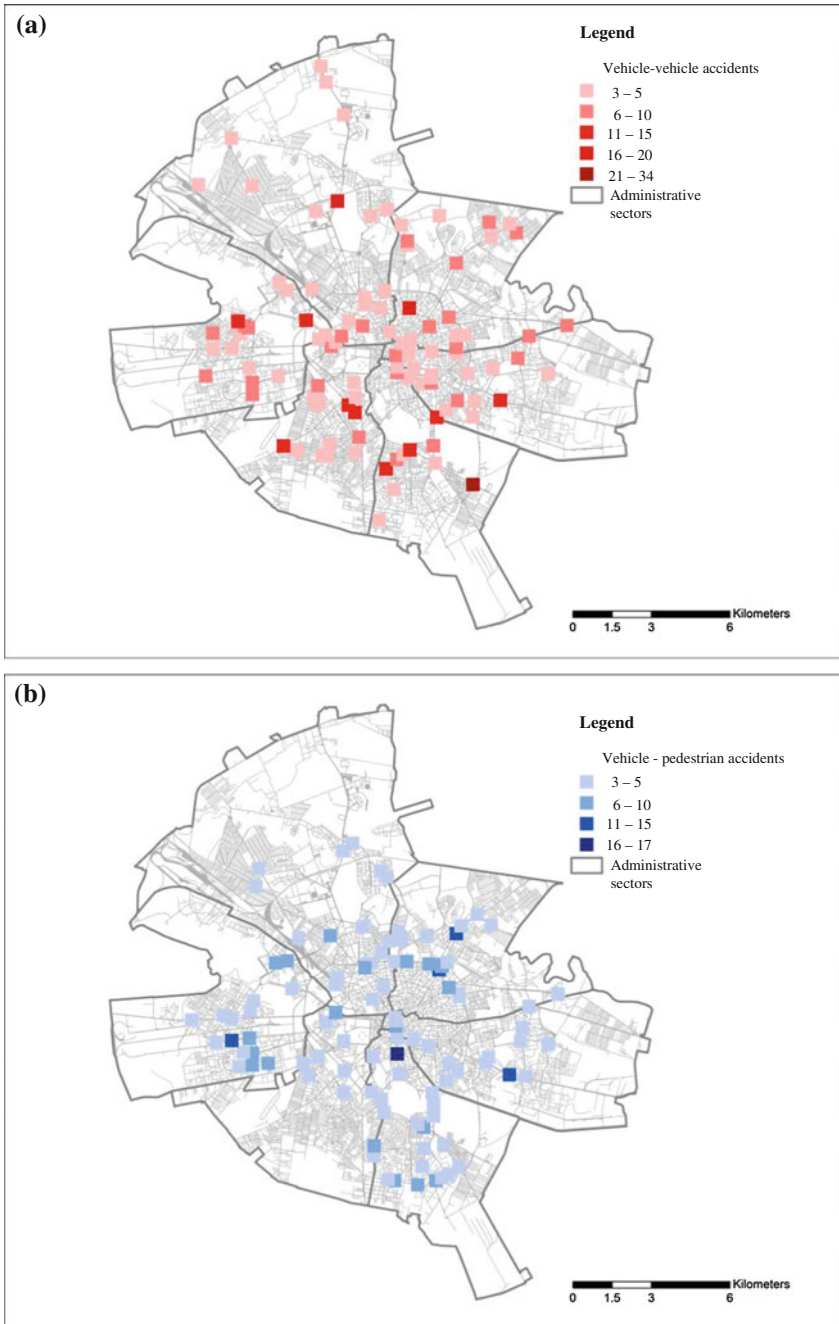 (a)
Legend
Vehicle-vehicle accidents
3 – 5
6 – 10
11 – 15
16 – 20
21 – 34
Administrative
sectors
Kilometers
0 1.5 3 6
(b)
Legend
Vehicle - pedestrian accidents
3 – 5
6 – 10
11 – 15
16 – 17
Administrative
sectors
Kilometers
0 1.5 3 6